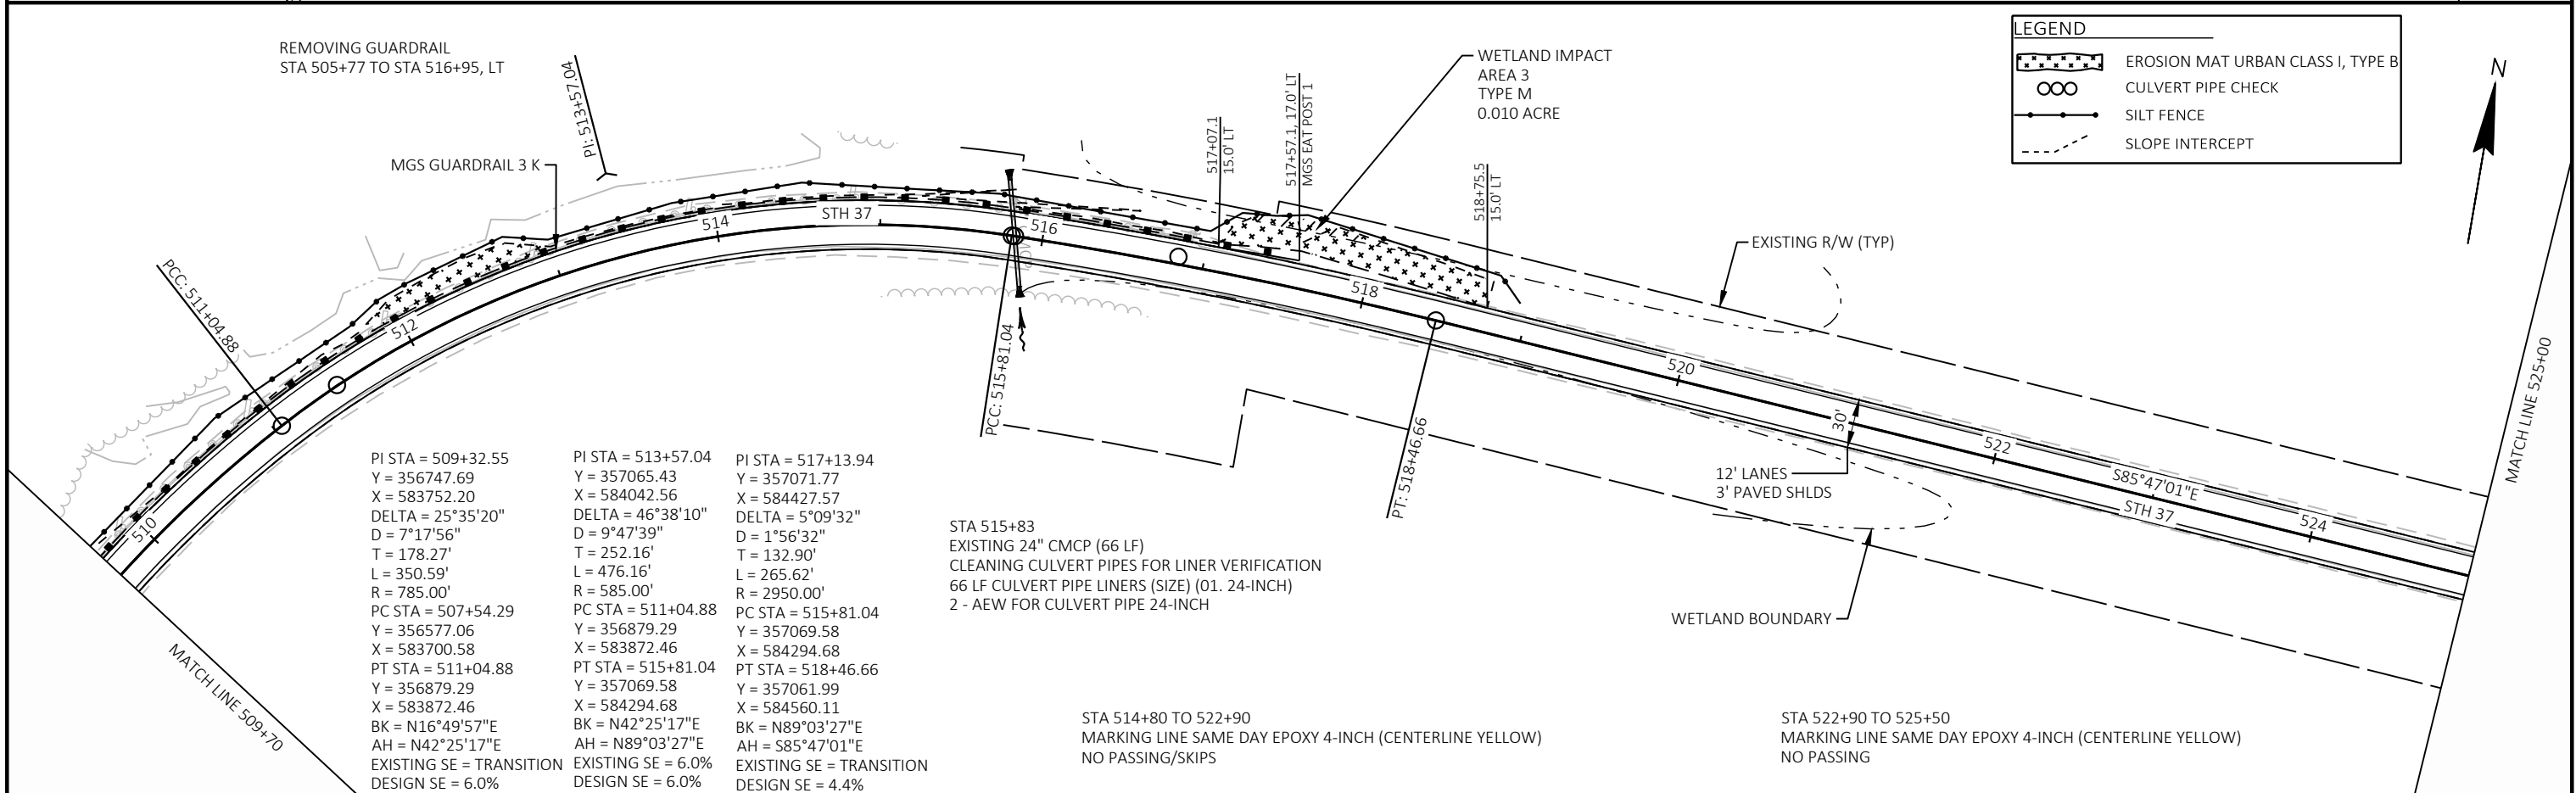 REMOVING GUARDRAIL
STA 505+77 TO STA 516+95, LT
PI: 513+57.04
MGS GUARDRAIL 3 K
WETLAND IMPACT
AREA 3
TYPE M
0.010 ACRE
LEGEND
EROSION MAT URBAN CLASS I, TYPE B
CULVERT PIPE CHECK
SILT FENCE
SLOPE INTERCEPT
N
517+07.1
15.0' LT
517+57.1, 17.0' LT
MGS EAT POST 1
518+75.5
15.0' LT
EXISTING R/W (TYP)
PCC: 511+04.88
510
512
514
STH 37
516
518
520
522
S85°47'01"E
STH 37
524
30'
12' LANES
3' PAVED SHLDS
PCC: 515+81.04
PT: 518+46.66
MATCH LINE 525+00
MATCH LINE 509+70
WETLAND BOUNDARY
PI STA = 509+32.55
Y = 356747.69
X = 583752.20
DELTA = 25°35'20"
D = 7°17'56"
T = 178.27'
L = 350.59'
R = 785.00'
PC STA = 507+54.29
Y = 356577.06
X = 583700.58
PT STA = 511+04.88
Y = 356879.29
X = 583872.46
BK = N16°49'57"E
AH = N42°25'17"E
EXISTING SE = TRANSITION
DESIGN SE = 6.0%
PI STA = 513+57.04
Y = 357065.43
X = 584042.56
DELTA = 46°38'10"
D = 9°47'39"
T = 252.16'
L = 476.16'
R = 585.00'
PC STA = 511+04.88
Y = 356879.29
X = 583872.46
PT STA = 515+81.04
Y = 357069.58
X = 584294.68
BK = N42°25'17"E
AH = N89°03'27"E
EXISTING SE = 6.0%
DESIGN SE = 6.0%
PI STA = 517+13.94
Y = 357071.77
X = 584427.57
DELTA = 5°09'32"
D = 1°56'32"
T = 132.90'
L = 265.62'
R = 2950.00'
PC STA = 515+81.04
Y = 357069.58
X = 584294.68
PT STA = 518+46.66
Y = 357061.99
X = 584560.11
BK = N89°03'27"E
AH = S85°47'01"E
EXISTING SE = TRANSITION
DESIGN SE = 4.4%
STA 515+83
EXISTING 24" CMCP (66 LF)
CLEANING CULVERT PIPES FOR LINER VERIFICATION
66 LF CULVERT PIPE LINERS (SIZE) (01. 24-INCH)
2 - AEW FOR CULVERT PIPE 24-INCH
STA 514+80 TO 522+90
MARKING LINE SAME DAY EPOXY 4-INCH (CENTERLINE YELLOW)
NO PASSING/SKIPS
STA 522+90 TO 525+50
MARKING LINE SAME DAY EPOXY 4-INCH (CENTERLINE YELLOW)
NO PASSING